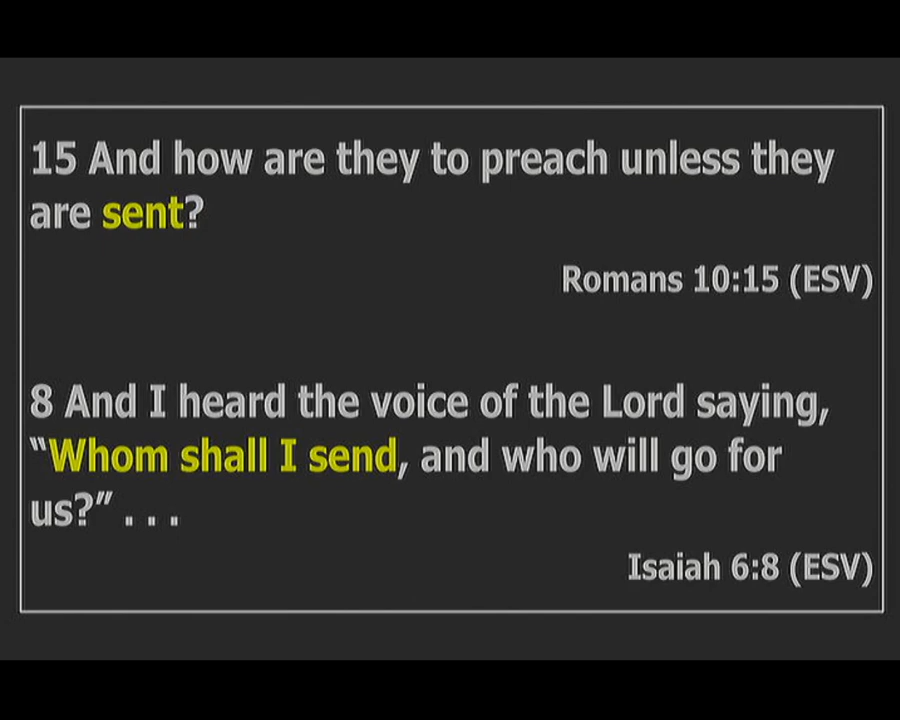 15 And how are they to preach unless they
are sent?
Romans 10:15 (ESV)
8 And I heard the voice of the Lord saying,
“Whom shall I send, and who will go for
us?” . . .
Isaiah 6:8 (ESV)